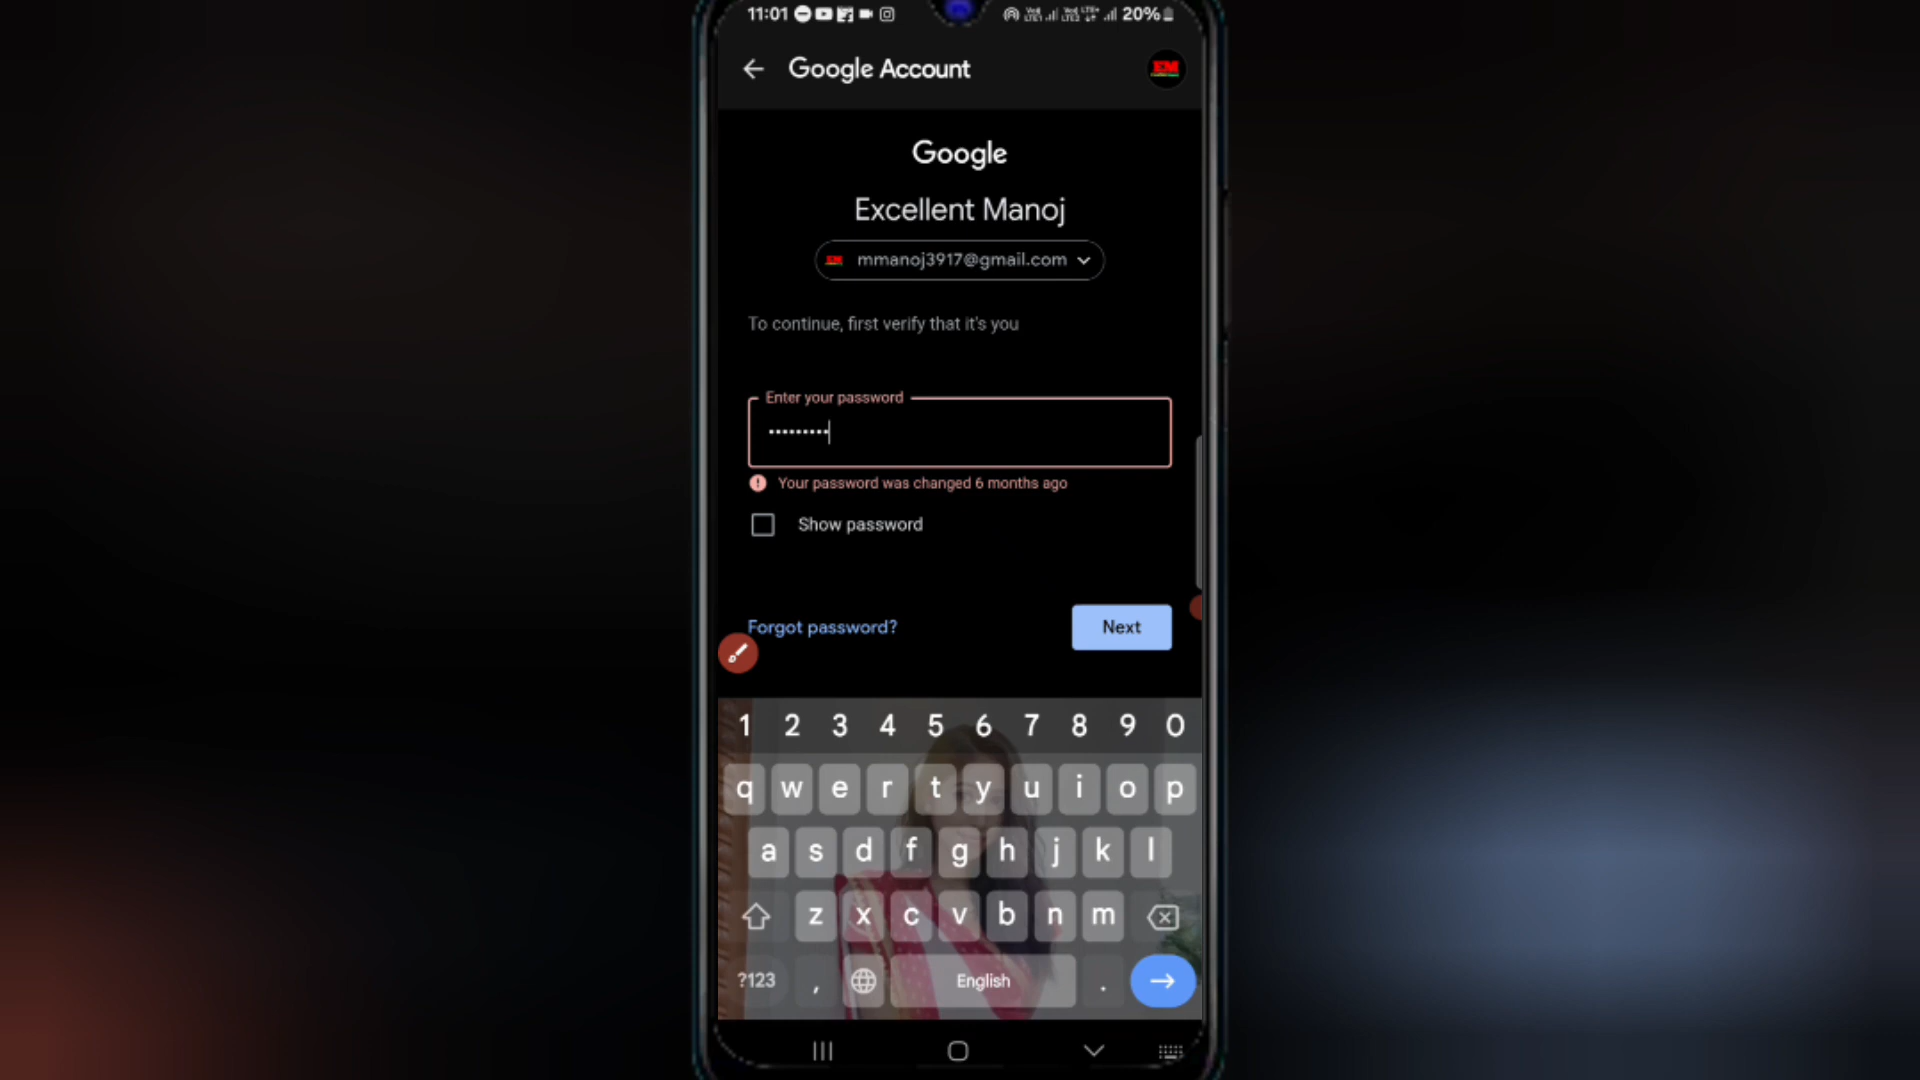 11:01 20%
Google Account
EM
Google
Excellent Manoj
EM mmanoj3917@gmail.com
To continue, first verify that it's you
Enter your password
•••••••••
Your password was changed 6 months ago
Show password
Forgot password? Next
1 2 3 4 5 6 7 8 9 0
q w e r t y u i o p
a s d f g h j k l
z x c v b n m
?123 , English .